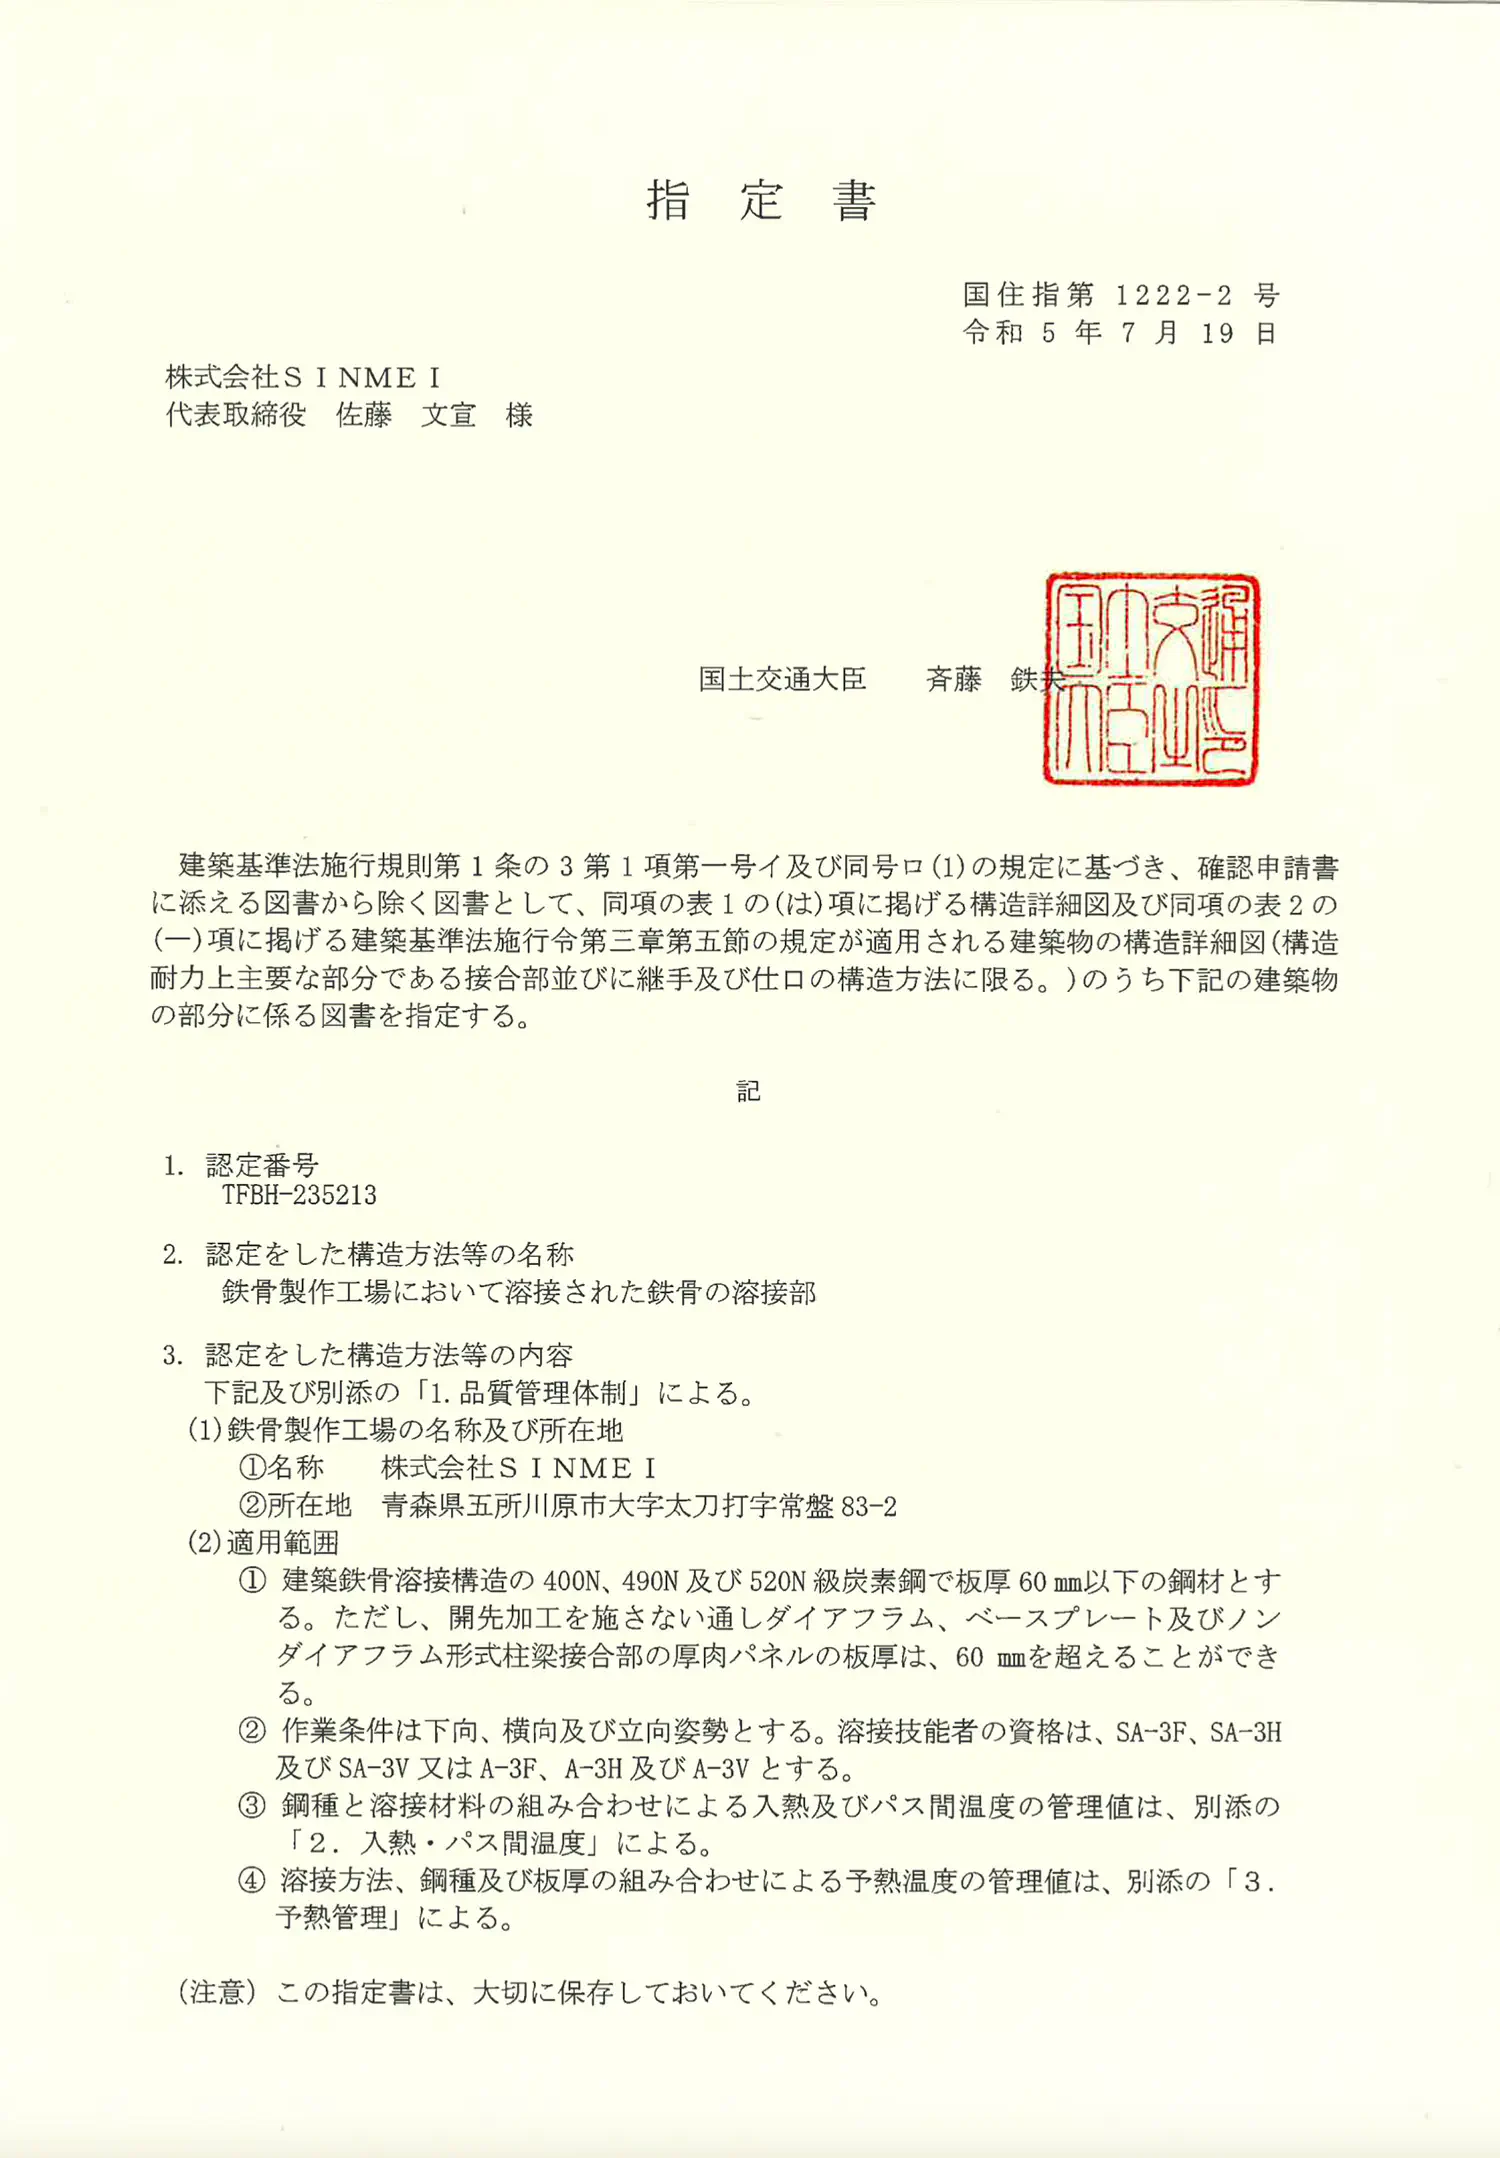 指 定 書
国住指第 1222-2 号
令和 5 年 7 月 19 日
株式会社ＳＩＮＭＥＩ
代表取締役　佐藤　文宣　様
国土交通大臣　　斉藤　鉄夫
国土交通大臣之印
建築基準法施行規則第１条の３第１項第一号イ及び同号ロ(1)の規定に基づき、確認申請書
に添える図書から除く図書として、同項の表１の(は)項に掲げる構造詳細図及び同項の表２の
(一)項に掲げる建築基準法施行令第三章第五節の規定が適用される建築物の構造詳細図(構造
耐力上主要な部分である接合部並びに継手及び仕口の構造方法に限る。)のうち下記の建築物
の部分に係る図書を指定する。
記
1. 認定番号
TFBH-235213
2. 認定をした構造方法等の名称
鉄骨製作工場において溶接された鉄骨の溶接部
3. 認定をした構造方法等の内容
下記及び別添の「1.品質管理体制」による。
(1)鉄骨製作工場の名称及び所在地
①名称　　株式会社ＳＩＮＭＥＩ
②所在地　青森県五所川原市大字太刀打字常盤 83-2
(2)適用範囲
① 建築鉄骨溶接構造の 400N、490N 及び 520N 級炭素鋼で板厚 60 ㎜以下の鋼材とす
る。ただし、開先加工を施さない通しダイアフラム、ベースプレート及びノン
ダイアフラム形式柱梁接合部の厚肉パネルの板厚は、60 ㎜を超えることができ
る。
② 作業条件は下向、横向及び立向姿勢とする。溶接技能者の資格は、SA-3F、SA-3H
及び SA-3V 又は A-3F、A-3H 及び A-3V とする。
③ 鋼種と溶接材料の組み合わせによる入熱及びパス間温度の管理値は、別添の
「２．入熱・パス間温度」による。
④ 溶接方法、鋼種及び板厚の組み合わせによる予熱温度の管理値は、別添の「３．
予熱管理」による。
（注意）この指定書は、大切に保存しておいてください。